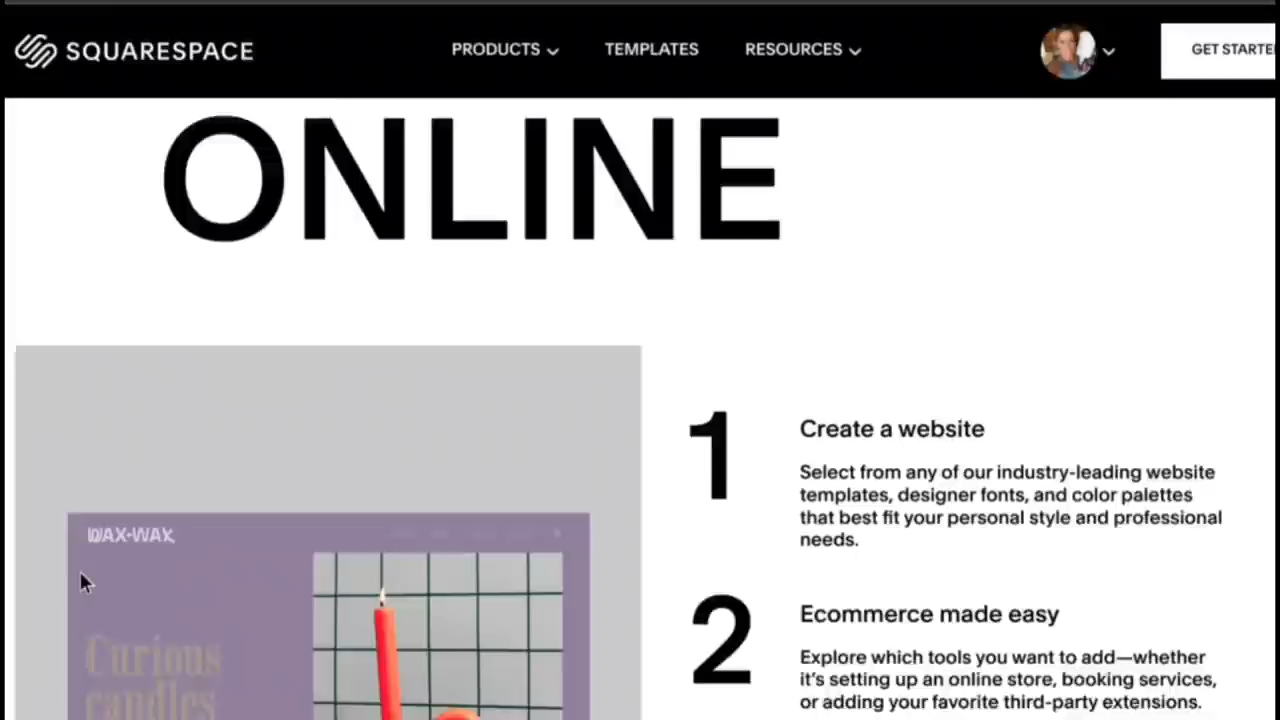 SQUARESPACE
PRODUCTS
TEMPLATES
RESOURCES
ONLINE
1
Create a website
Select from any of our industry-leading website
templates, designer fonts, and color palettes
that best fit your personal style and professional
needs.
2
Ecommerce made easy
Explore which tools you want to add—whether
it's setting up an online store, booking services,
or adding your favorite third-party extensions.
WAX•WAX
Curious
candles